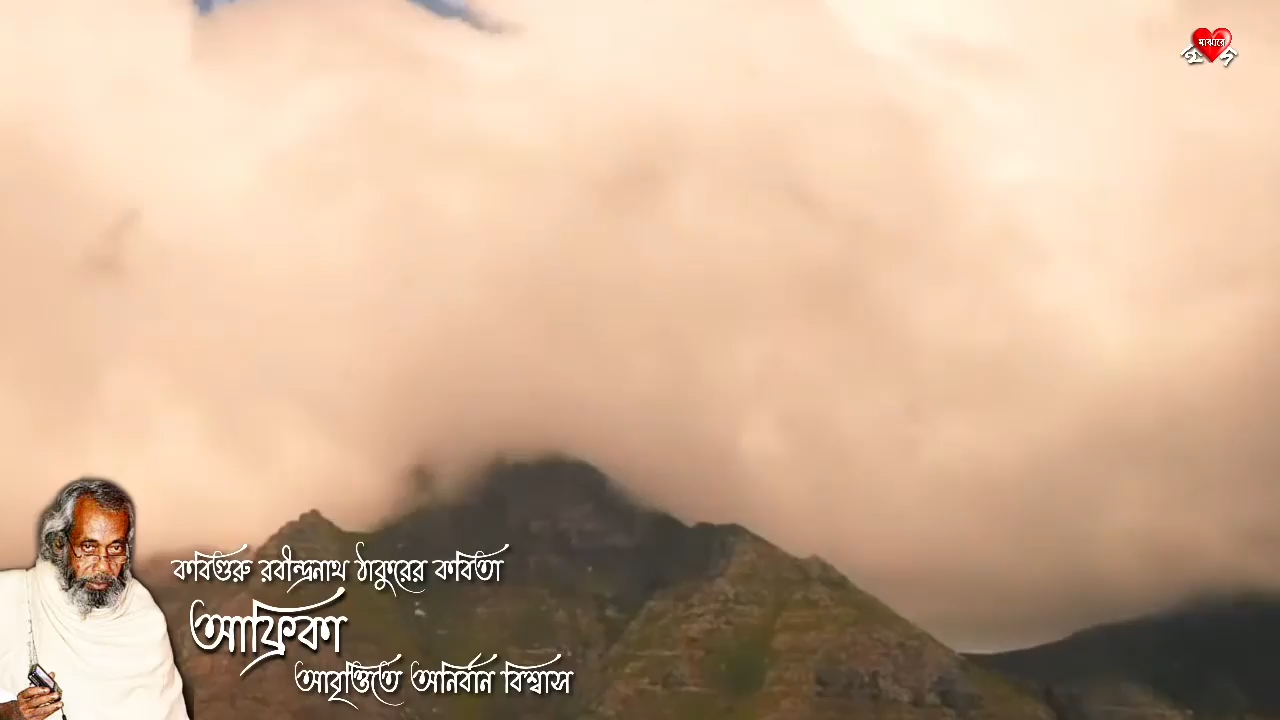 মাঝারে
কবিগুরু রবীন্দ্রনাথ ঠাকুরের কবিতা
আফ্রিকা
আবৃত্তিতে অনির্বান বিশ্বাস